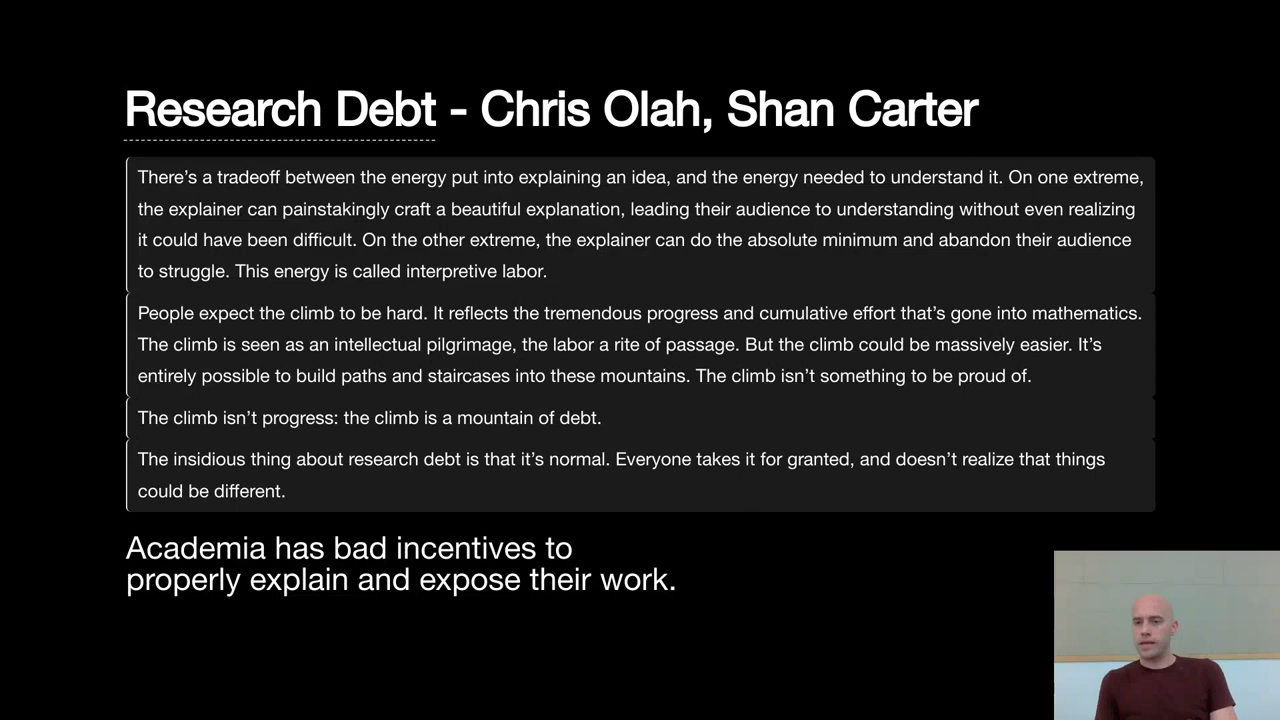 Research Debt - Chris Olah, Shan Carter
There’s a tradeoff between the energy put into explaining an idea, and the energy needed to understand it. On one extreme,
the explainer can painstakingly craft a beautiful explanation, leading their audience to understanding without even realizing
it could have been difficult. On the other extreme, the explainer can do the absolute minimum and abandon their audience
to struggle. This energy is called interpretive labor.
People expect the climb to be hard. It reflects the tremendous progress and cumulative effort that’s gone into mathematics.
The climb is seen as an intellectual pilgrimage, the labor a rite of passage. But the climb could be massively easier. It’s
entirely possible to build paths and staircases into these mountains. The climb isn’t something to be proud of.
The climb isn’t progress: the climb is a mountain of debt.
The insidious thing about research debt is that it’s normal. Everyone takes it for granted, and doesn’t realize that things
could be different.
Academia has bad incentives to
properly explain and expose their work.